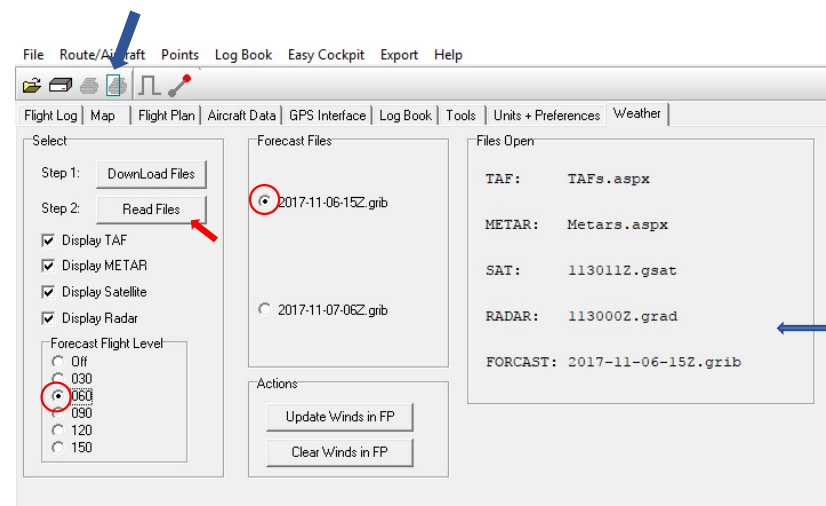 File Route/Aircraft Points Log Book Easy Cockpit Export Help
Flight Log Map Flight Plan Aircraft Data GPS Interface Log Book Tools Units + Preferences Weather
Select
Step 1: DownLoad Files
Step 2: Read Files
Display TAF
Display METAR
Display Satellite
Display Radar
Forecast Flight Level
Off
030
060
090
120
150
Forecast Files
2017-11-06-15Z.grib
2017-11-07-06Z.grib
Actions
Update Winds in FP
Clear Winds in FP
Files Open
TAF: TAFs.aspx
METAR: Metars.aspx
SAT: 113011Z.gsat
RADAR: 113000Z.grad
FORCAST: 2017-11-06-15Z.grib